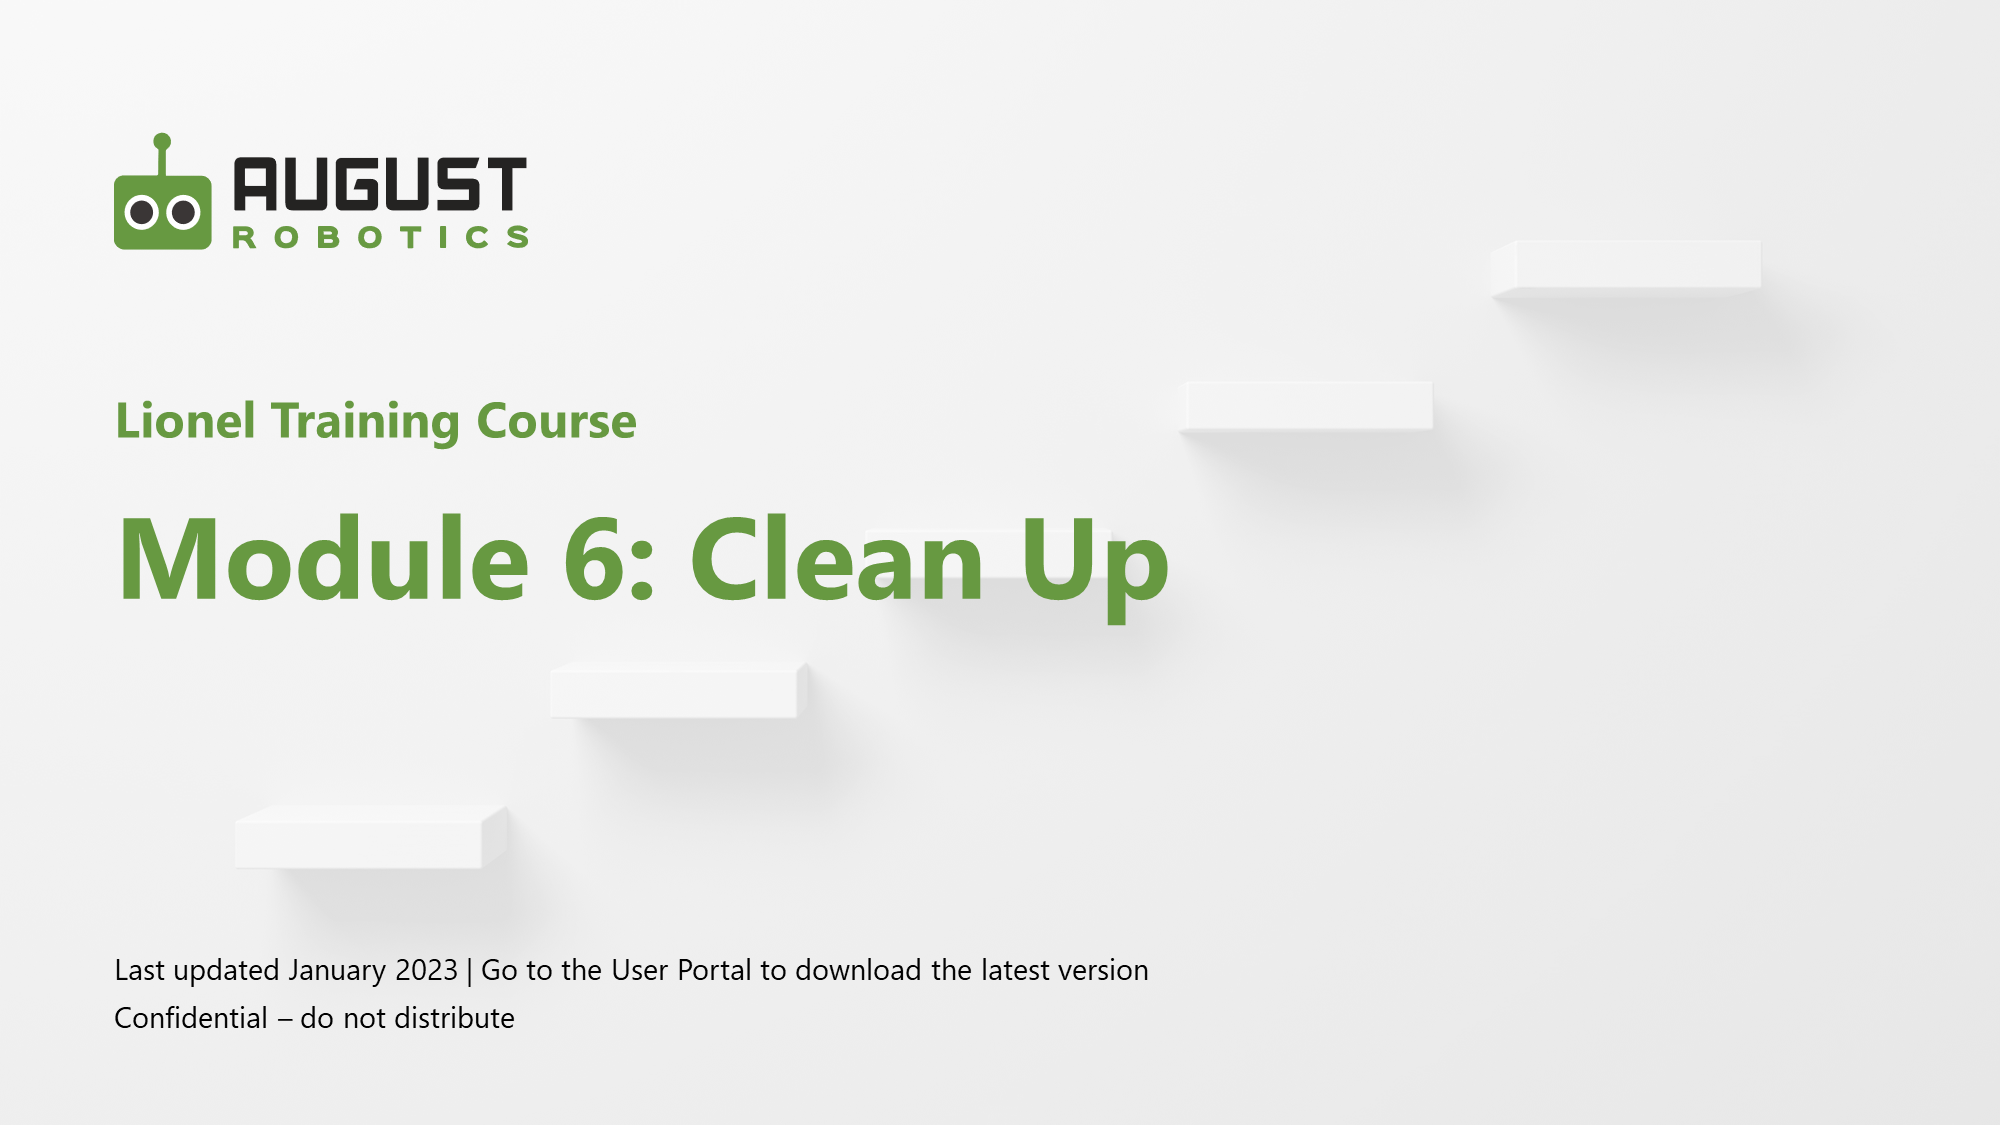 AUGUST
ROBOTICS
Lionel Training Course
Module 6: Clean Up
Last updated January 2023 | Go to the User Portal to download the latest version
Confidential – do not distribute